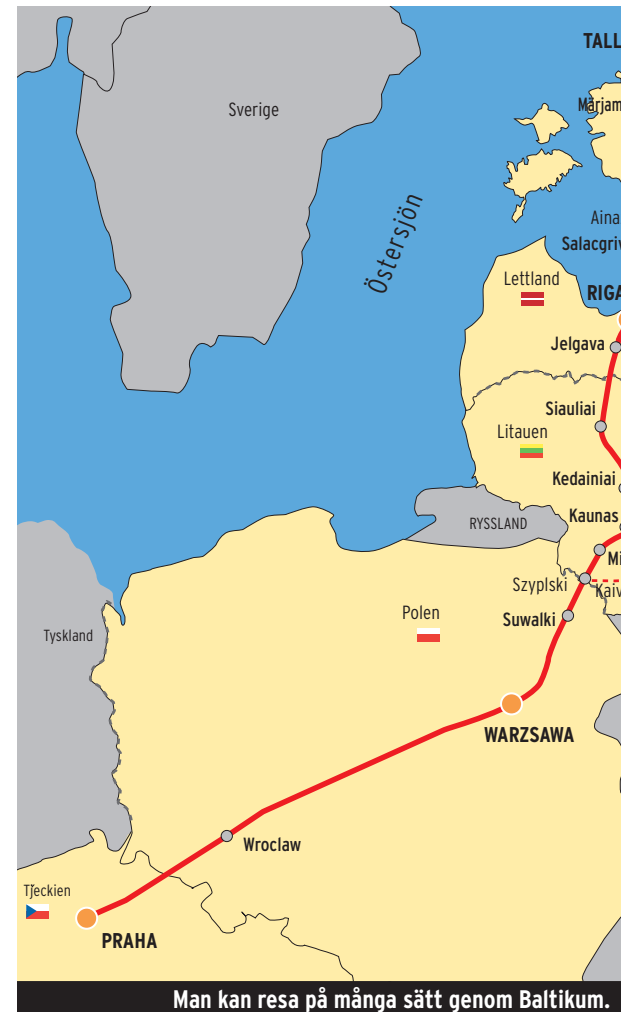 TALL
Sverige
Märjam
Östersjön
Aina
Salacgriv
Lettland
RIGA
Jelgava
Siauliai
Litauen
Kedainiai
Kaunas
RYSSLAND
Mi
Szyplski
Kaiv
Polen
Suwalki
Tyskland
WARZSAWA
Wroclaw
Tjeckien
PRAHA
Man kan resa på många sätt genom Baltikum.